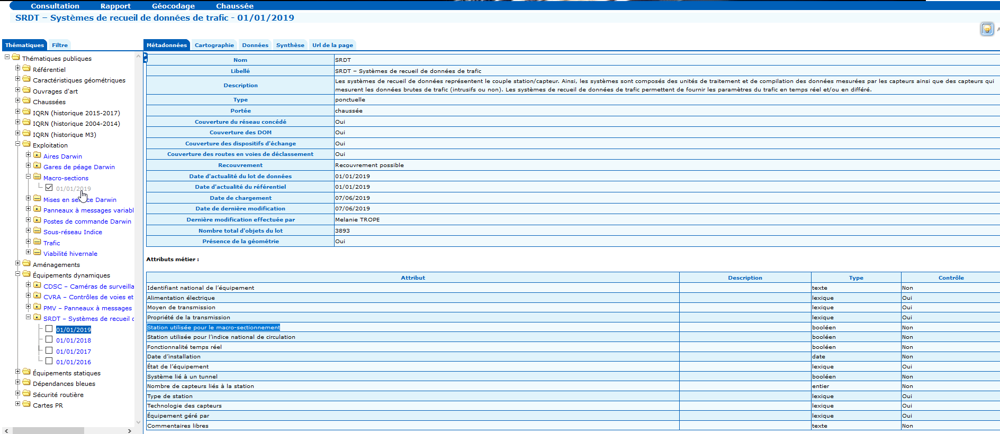 Consultation Rapport Géocodage Chaussée
SRDT – Systèmes de recueil de données de trafic - 01/01/2019
Thématiques Filtre
Thématiques publiques
Référentiel
Caractéristiques géométriques
Ouvrages d'art
Chaussées
IQRN (historique 2015-2017)
IQRN (historique 2004-2014)
IQRN (historique M3)
Exploitation
Aires Darwin
Gares de péage Darwin
Macro-sections
01/01/2019
Mises en service Darwin
Panneaux à messages variabl
Postes de commande Darwin
Sous-réseau Indice
Trafic
Viabilité hivernale
Aménagements
Équipements dynamiques
CDSC – Caméras de surveilla
CVRA – Contrôles de voies et
PMV – Panneaux à messages
SRDT – Systèmes de recueil d
01/01/2019
01/01/2018
01/01/2017
01/01/2016
Équipements statiques
Dépendances bleues
Sécurité routière
Cartes PR
Métadonnées Cartographie Données Synthèse Url de la page
Nom SRDT
Libellé SRDT – Systèmes de recueil de données de trafic
Description Les systèmes de recueil de données représentent le couple station/capteur. Ainsi, les systèmes sont composés des unités de traitement et de compilation des données mesurées par les capteurs ainsi que des capteurs qui
mesurent les données brutes de trafic (intrusifs ou non). Les systèmes de recueil de données de trafic permettent de fournir les paramètres du trafic en temps réel et/ou en différé.
Type ponctuelle
Portée chaussée
Couverture du réseau concédé Oui
Couverture des DOM Oui
Couverture des dispositifs d'échange Oui
Couverture des routes en voies de déclassement Oui
Recouvrement Recouvrement possible
Date d'actualité du lot de données 01/01/2019
Date d'actualité du référentiel 01/01/2019
Date de chargement 07/06/2019
Date de dernière modification 07/06/2019
Dernière modification effectuée par Melanie TROPE
Nombre total d'objets du lot 3893
Présence de la géométrie Oui
Attributs métier :
Attribut Description Type Contrôle
Identifiant national de l’équipement texte Non
Alimentation électrique lexique Oui
Moyen de transmission lexique Oui
Propriété de la transmission lexique Oui
Station utilisée pour le macro-sectionnement booléen Non
Station utilisée pour l’indice national de circulation booléen Non
Fonctionnalité temps réel booléen Non
Date d’installation date Non
État de l’équipement lexique Oui
Système lié à un tunnel booléen Non
Nombre de capteurs liés à la station entier Non
Type de station lexique Oui
Technologie des capteurs lexique Oui
Équipement géré par lexique Oui
Commentaires libres texte Non